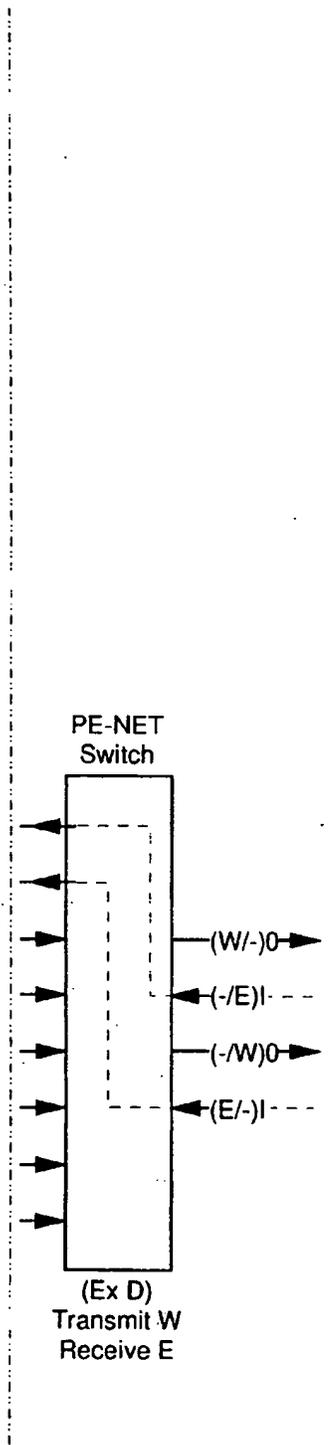 PE-NET
Switch
(W/-)0
(-/E)I
(-/W)0
(E/-)I
(Ex D)
Transmit W
Receive E